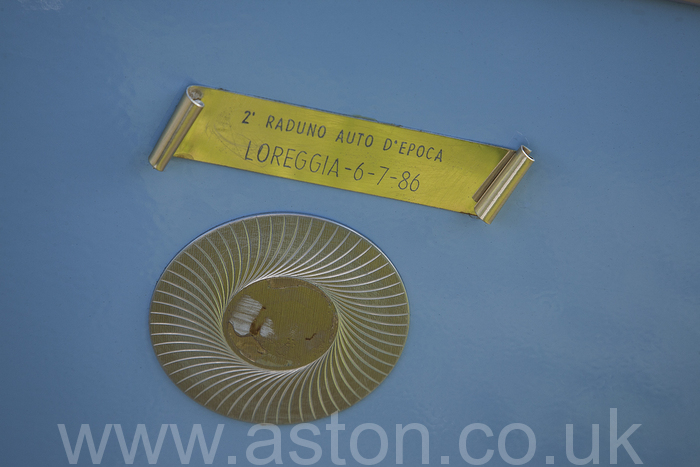 2' RADUNO AUTO D'EPOCA
LOREGGIA-6-7-86
www.aston.co.uk